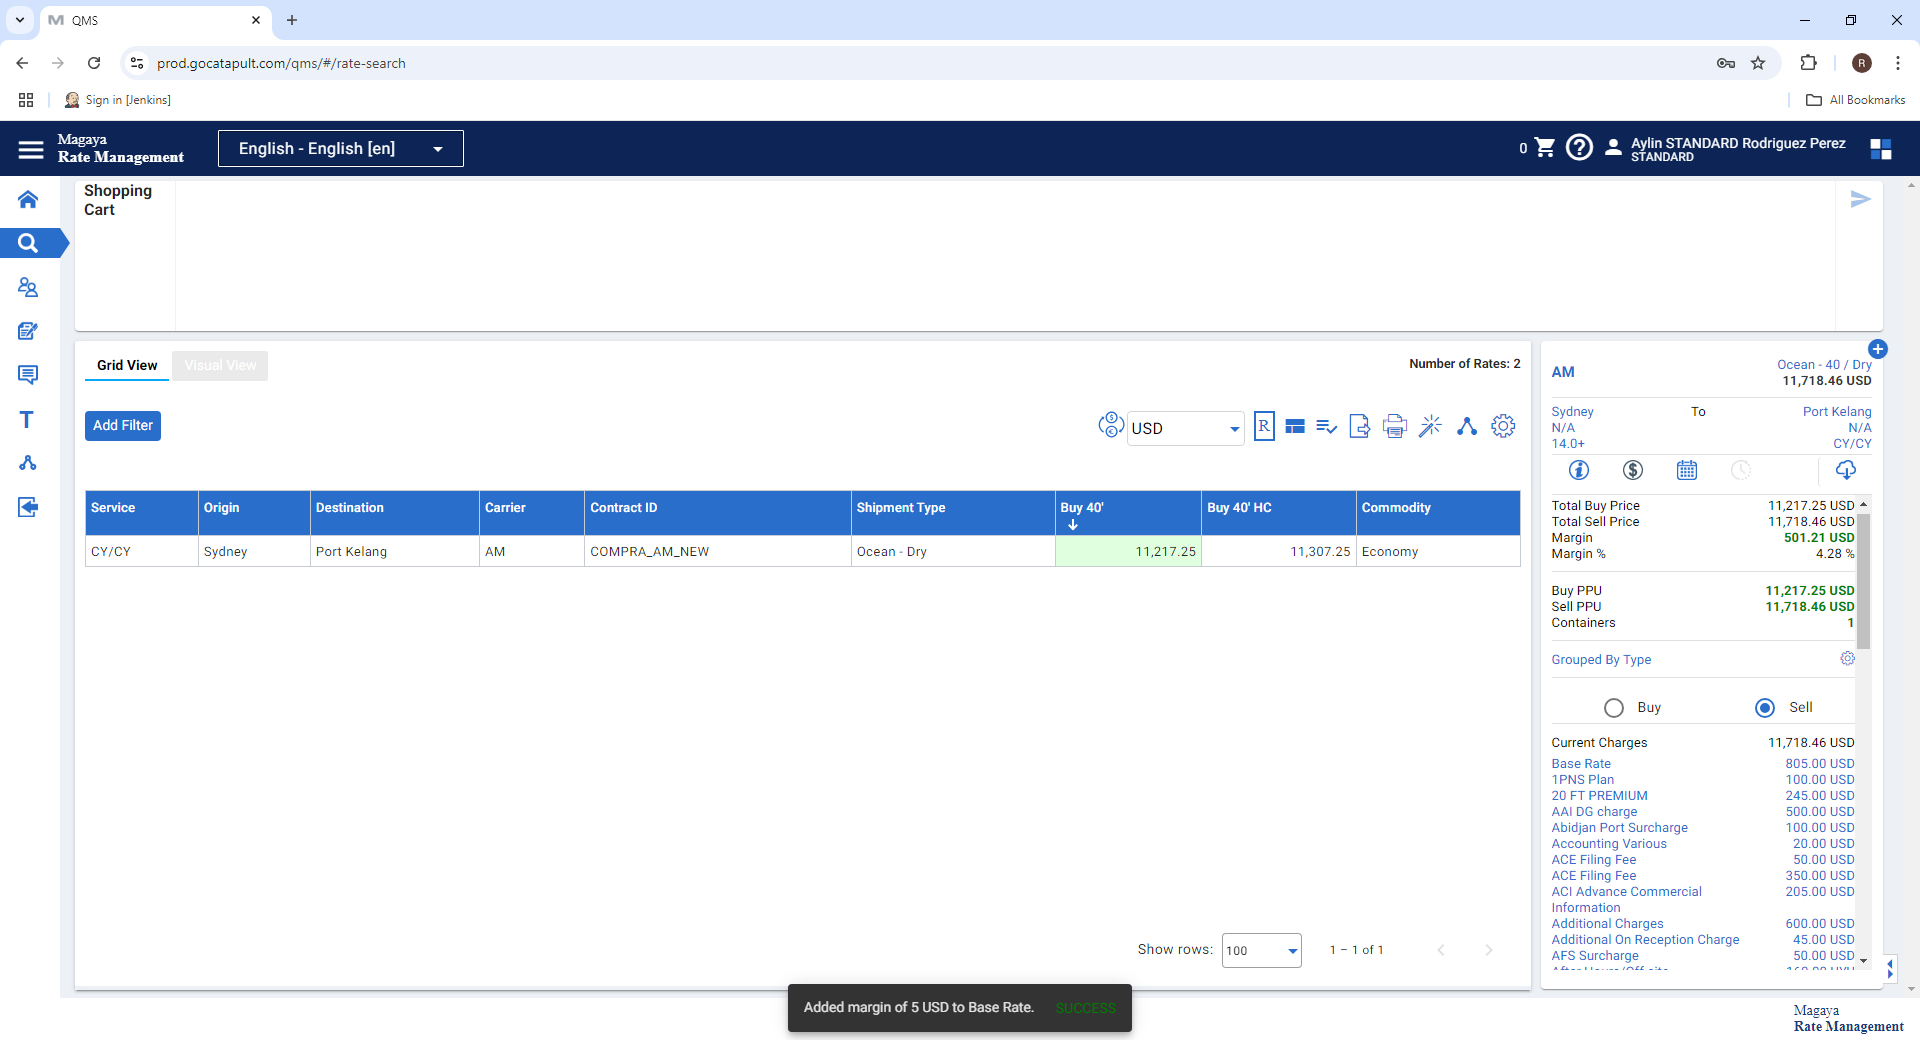 QMS
prod.gocatapult.com/qms/#/rate-search
R
Sign in [Jenkins]
All Bookmarks
Magaya
Rate Management
English - English [en]
0
Aylin STANDARD Rodriguez Perez
STANDARD
Shopping
Cart
Grid View
Visual View
Number of Rates: 2
Add Filter
USD
R
Service
Origin
Destination
Carrier
Contract ID
Shipment Type
Buy 40'
Buy 40' HC
Commodity
CY/CY
Sydney
Port Kelang
AM
COMPRA_AM_NEW
Ocean - Dry
11,217.25
11,307.25
Economy
Show rows:
100
1 – 1 of 1
AM
Ocean - 40 / Dry
11,718.46 USD
Sydney
To
Port Kelang
N/A
N/A
14.0+
CY/CY
Total Buy Price 11,217.25 USD
Total Sell Price 11,718.46 USD
Margin 501.21 USD
Margin % 4.28 %
Buy PPU 11,217.25 USD
Sell PPU 11,718.46 USD
Containers 1
Grouped By Type
Buy
Sell
Current Charges 11,718.46 USD
Base Rate 805.00 USD
1PNS Plan 100.00 USD
20 FT PREMIUM 245.00 USD
AAI DG charge 500.00 USD
Abidjan Port Surcharge 100.00 USD
Accounting Various 20.00 USD
ACE Filing Fee 50.00 USD
ACE Filing Fee 350.00 USD
ACI Advance Commercial 205.00 USD
Information
Additional Charges 600.00 USD
Additional On Reception Charge 45.00 USD
AFS Surcharge 50.00 USD
Added margin of 5 USD to Base Rate. SUCCESS
Magaya
Rate Management